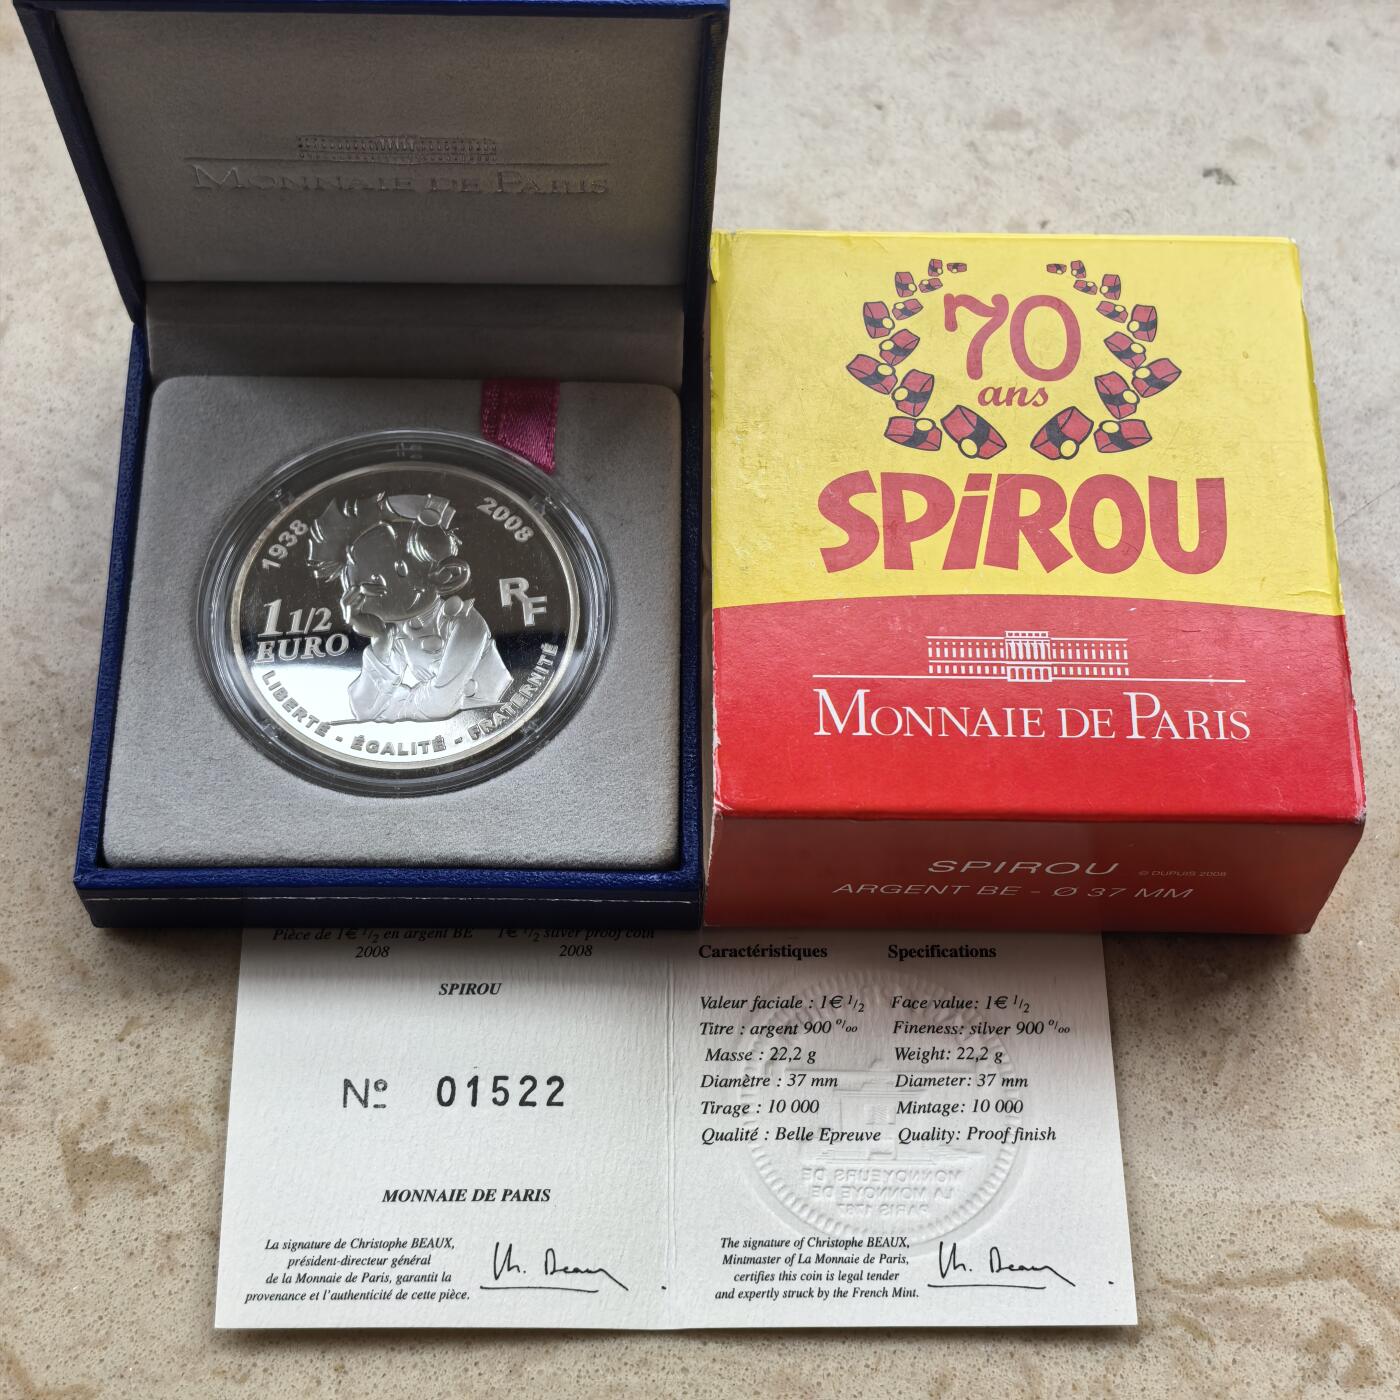 MONNAIE DE PARIS
1938
2008
1 1/2
EURO
RF
LIBERTÉ - ÉGALITÉ - FRATERNITÉ
70
ans
SPiROU
MONNAIE DE PARIS
SPIROU © DUPUIS 2008
ARGENT BE - Ø 37 MM
Pièce de 1€ 1/2 en argent BE
2008
1€ 1/2 silver proof coin
2008
SPIROU
Nº 01522
MONNAIE DE PARIS
La signature de Christophe BEAUX,
président-directeur général
de la Monnaie de Paris, garantit la
provenance et l'authenticité de cette pièce.
Caractéristiques
Valeur faciale : 1€ 1/2
Titre : argent 900 º/ºº
Masse : 22,2 g
Diamètre : 37 mm
Tirage : 10 000
Qualité : Belle Epreuve
Specifications
Face value: 1€ 1/2
Fineness: silver 900 º/ºº
Weight: 22,2 g
Diameter: 37 mm
Mintage: 10 000
Quality: Proof finish
The signature of Christophe BEAUX,
Mintmaster of La Monnaie de Paris,
certifies this coin is legal tender
and expertly struck by the French Mint.